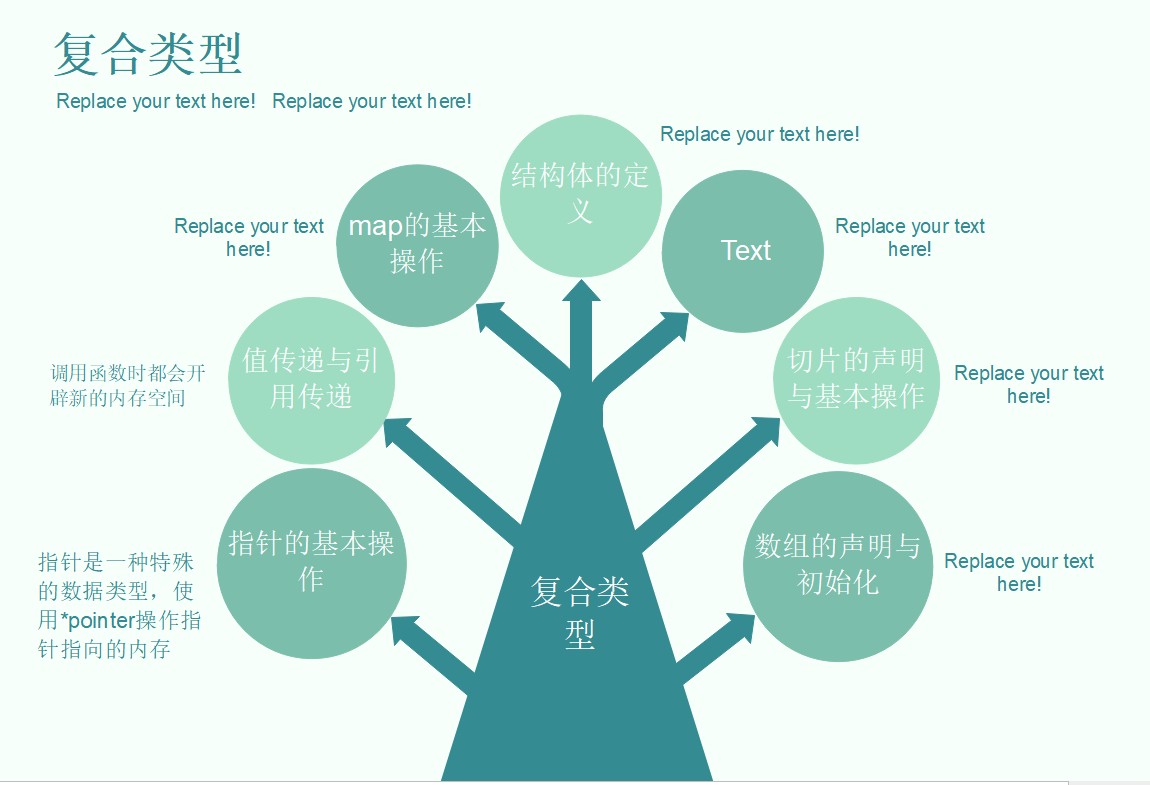 复合类型
Replace your text here!   Replace your text here!
Replace your text here!
结构体的定
义
map的基本
操作
Replace your text
here!
Text
Replace your text
here!
值传递与引
用传递
调用函数时都会开
辟新的内存空间
切片的声明
与基本操作
Replace your text
here!
指针的基本操
作
指针是一种特殊
的数据类型，使
用*pointer操作指
针指向的内存
复合类
型
数组的声明与
初始化
Replace your text
here!